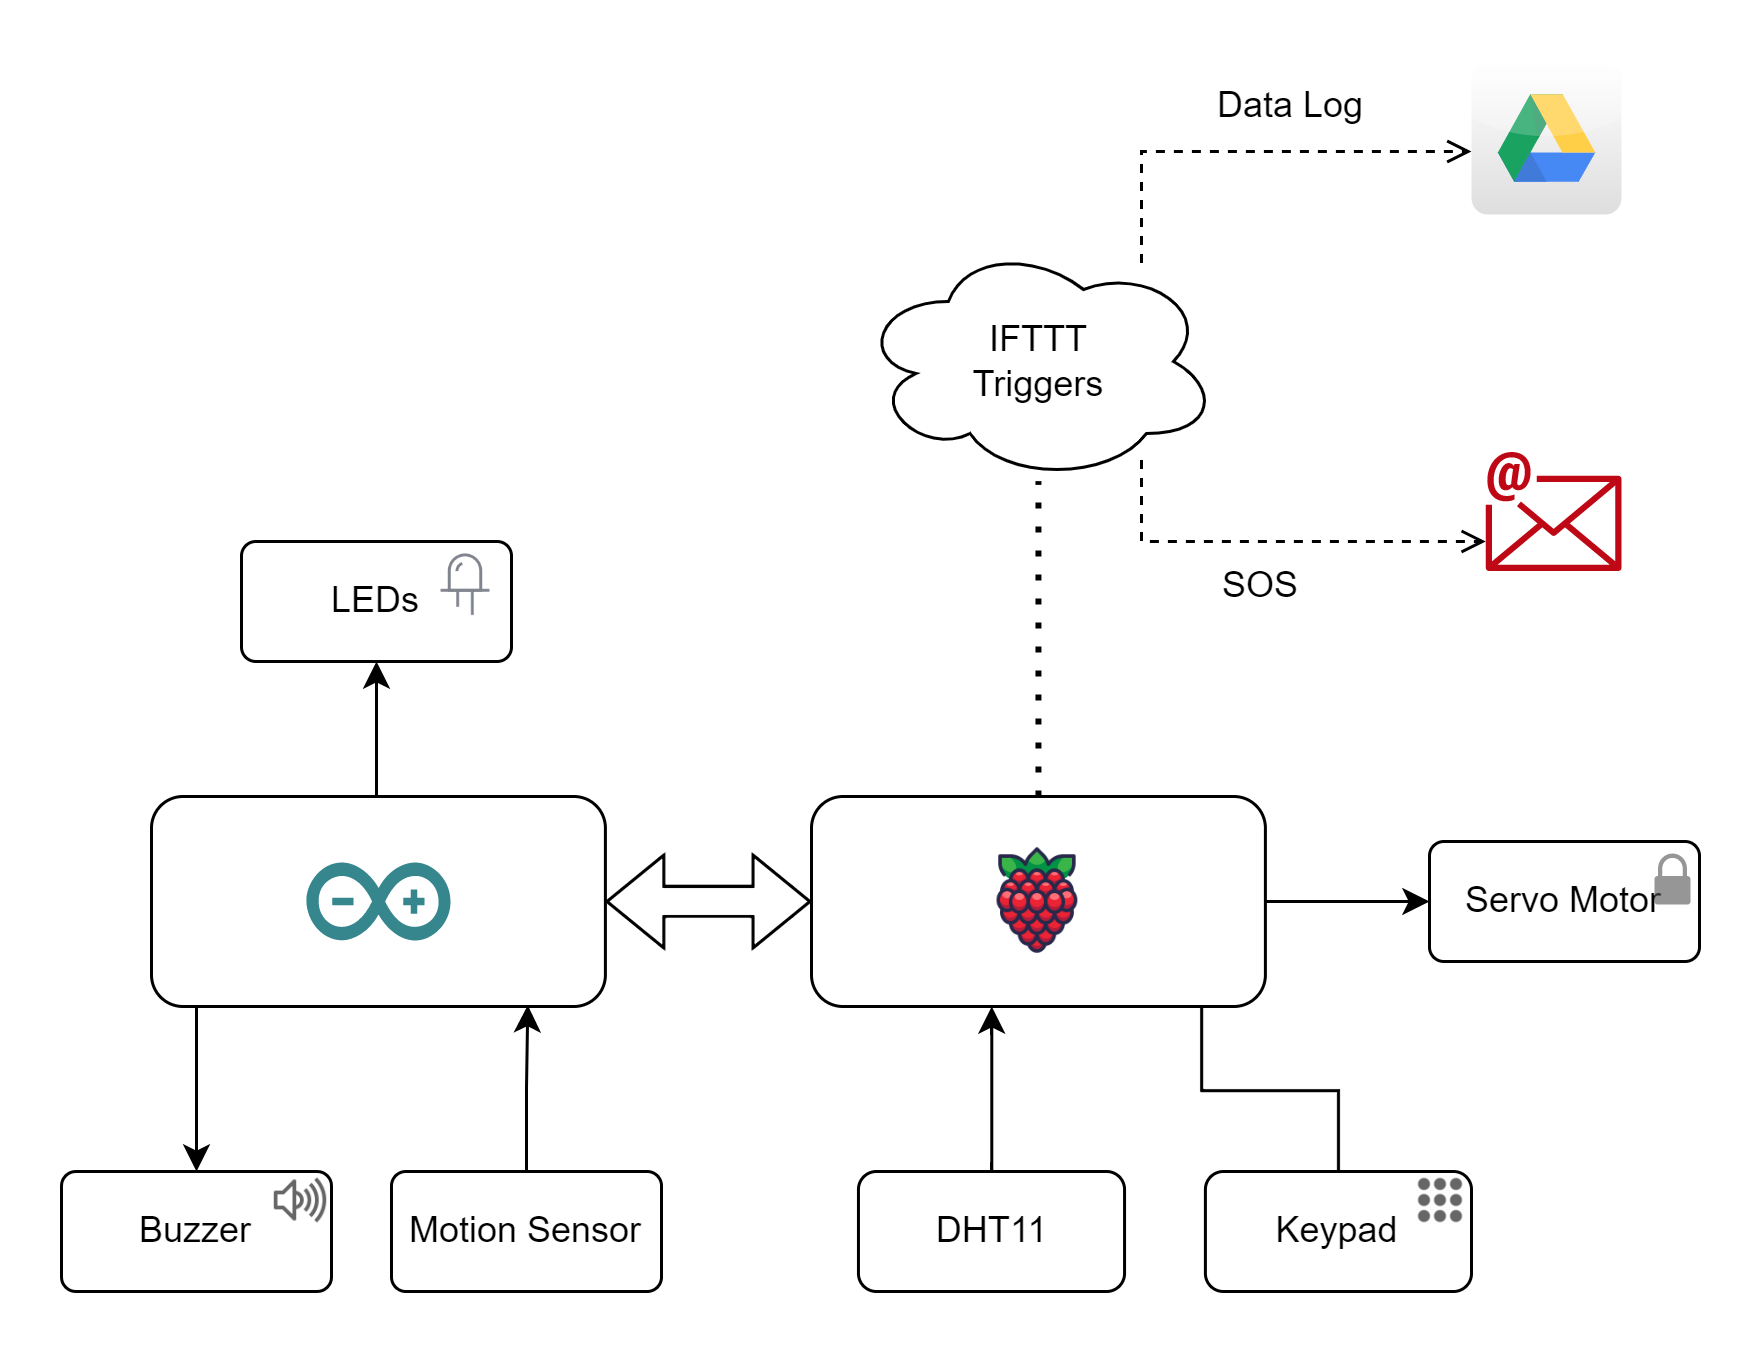 Data Log
IFTTT
Triggers
@
SOS
LEDs
Servo Motor
Buzzer
Motion Sensor
DHT11
Keypad